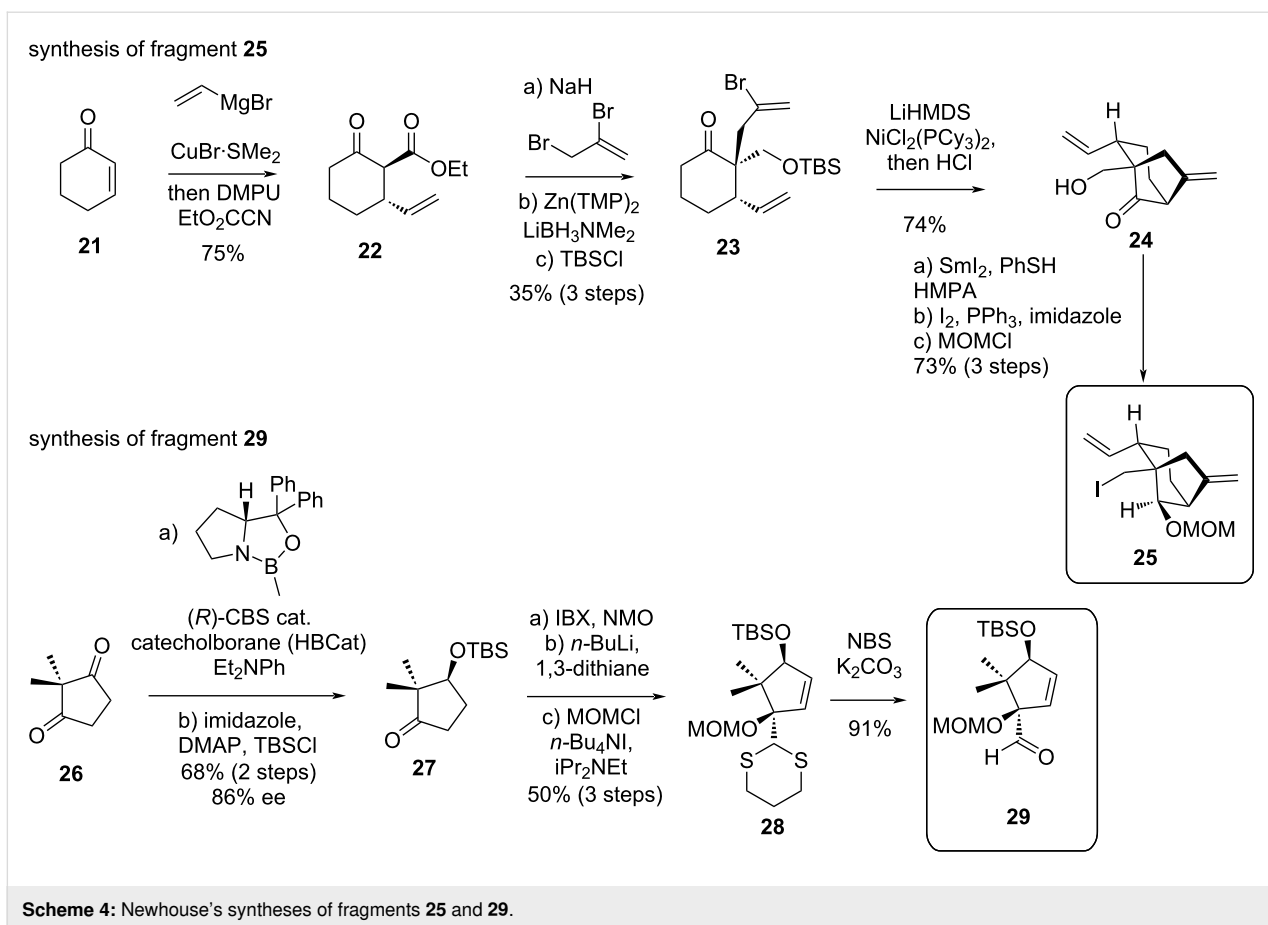 synthesis of fragment 25
O
21
MgBr
CuBr·SMe2
then DMPU
EtO2CCN
75%
O
O
OEt
22
a) NaH
Br
Br
b) Zn(TMP)2
LiBH3NMe2
c) TBSCl
35% (3 steps)
Br
O
OTBS
23
LiHMDS
NiCl2(PCy3)2,
then HCl
74%
H
HO
O
24
a) SmI2, PhSH
HMPA
b) I2, PPh3, imidazole
c) MOMCl
73% (3 steps)
H
I
H
OMOM
25
synthesis of fragment 29
a)
H
Ph
Ph
N
B
O
(R)-CBS cat.
catecholborane (HBCat)
Et2NPh
b) imidazole,
DMAP, TBSCl
68% (2 steps)
86% ee
O
O
26
OTBS
O
27
a) IBX, NMO
b) n-BuLi,
1,3-dithiane
c) MOMCl
n-Bu4NI,
iPr2NEt
50% (3 steps)
TBSO
MOMO
S
S
28
NBS
K2CO3
91%
TBSO
MOMO
H
O
29
Scheme 4: Newhouse's syntheses of fragments 25 and 29.